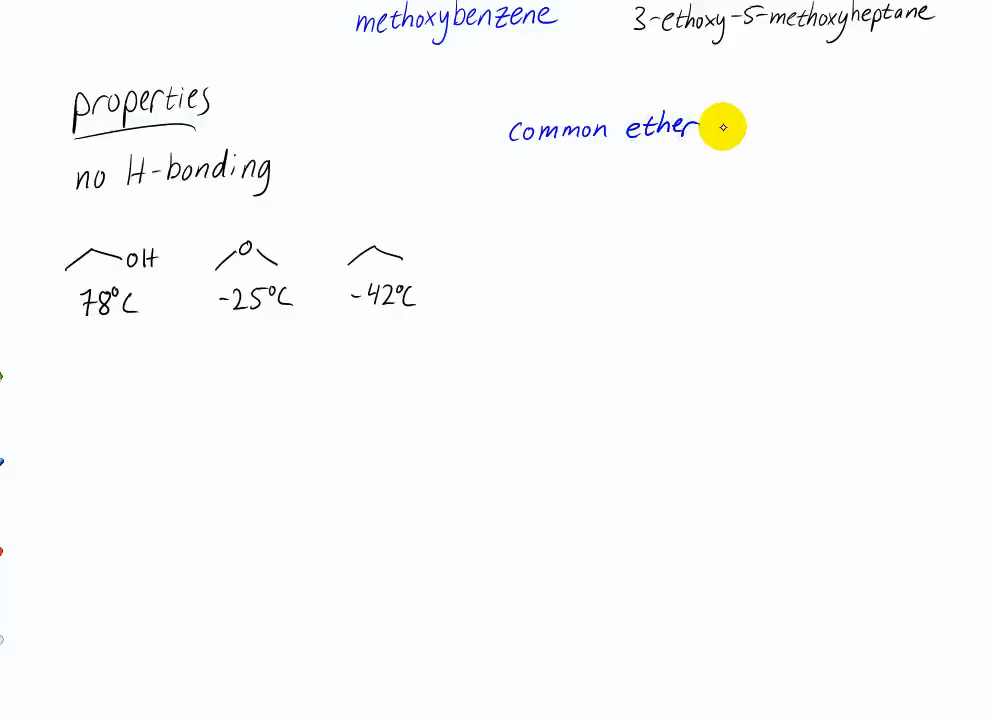 methoxybenzene
3-ethoxy-5-methoxyheptane
properties
no H-bonding
common ether
OH
O
78°C
-25°C
-42°C